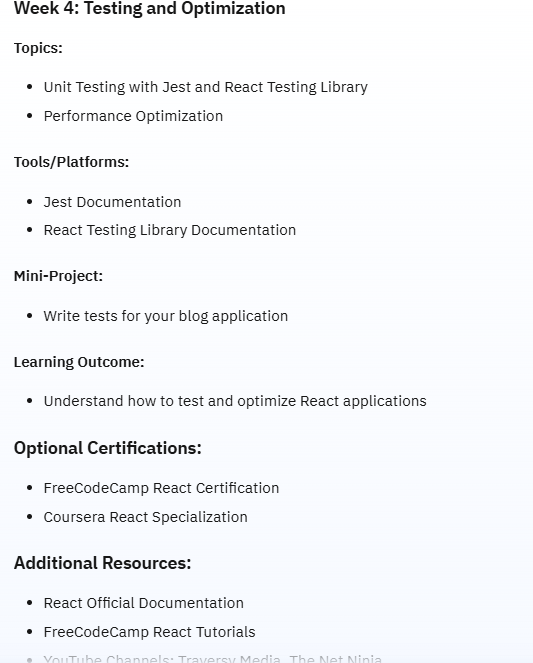 Week 4: Testing and Optimization
Topics:
• Unit Testing with Jest and React Testing Library
• Performance Optimization
Tools/Platforms:
• Jest Documentation
• React Testing Library Documentation
Mini-Project:
• Write tests for your blog application
Learning Outcome:
• Understand how to test and optimize React applications
Optional Certifications:
• FreeCodeCamp React Certification
• Coursera React Specialization
Additional Resources:
• React Official Documentation
• FreeCodeCamp React Tutorials
• YouTube Channels: Traversy Media, The Net Ninja